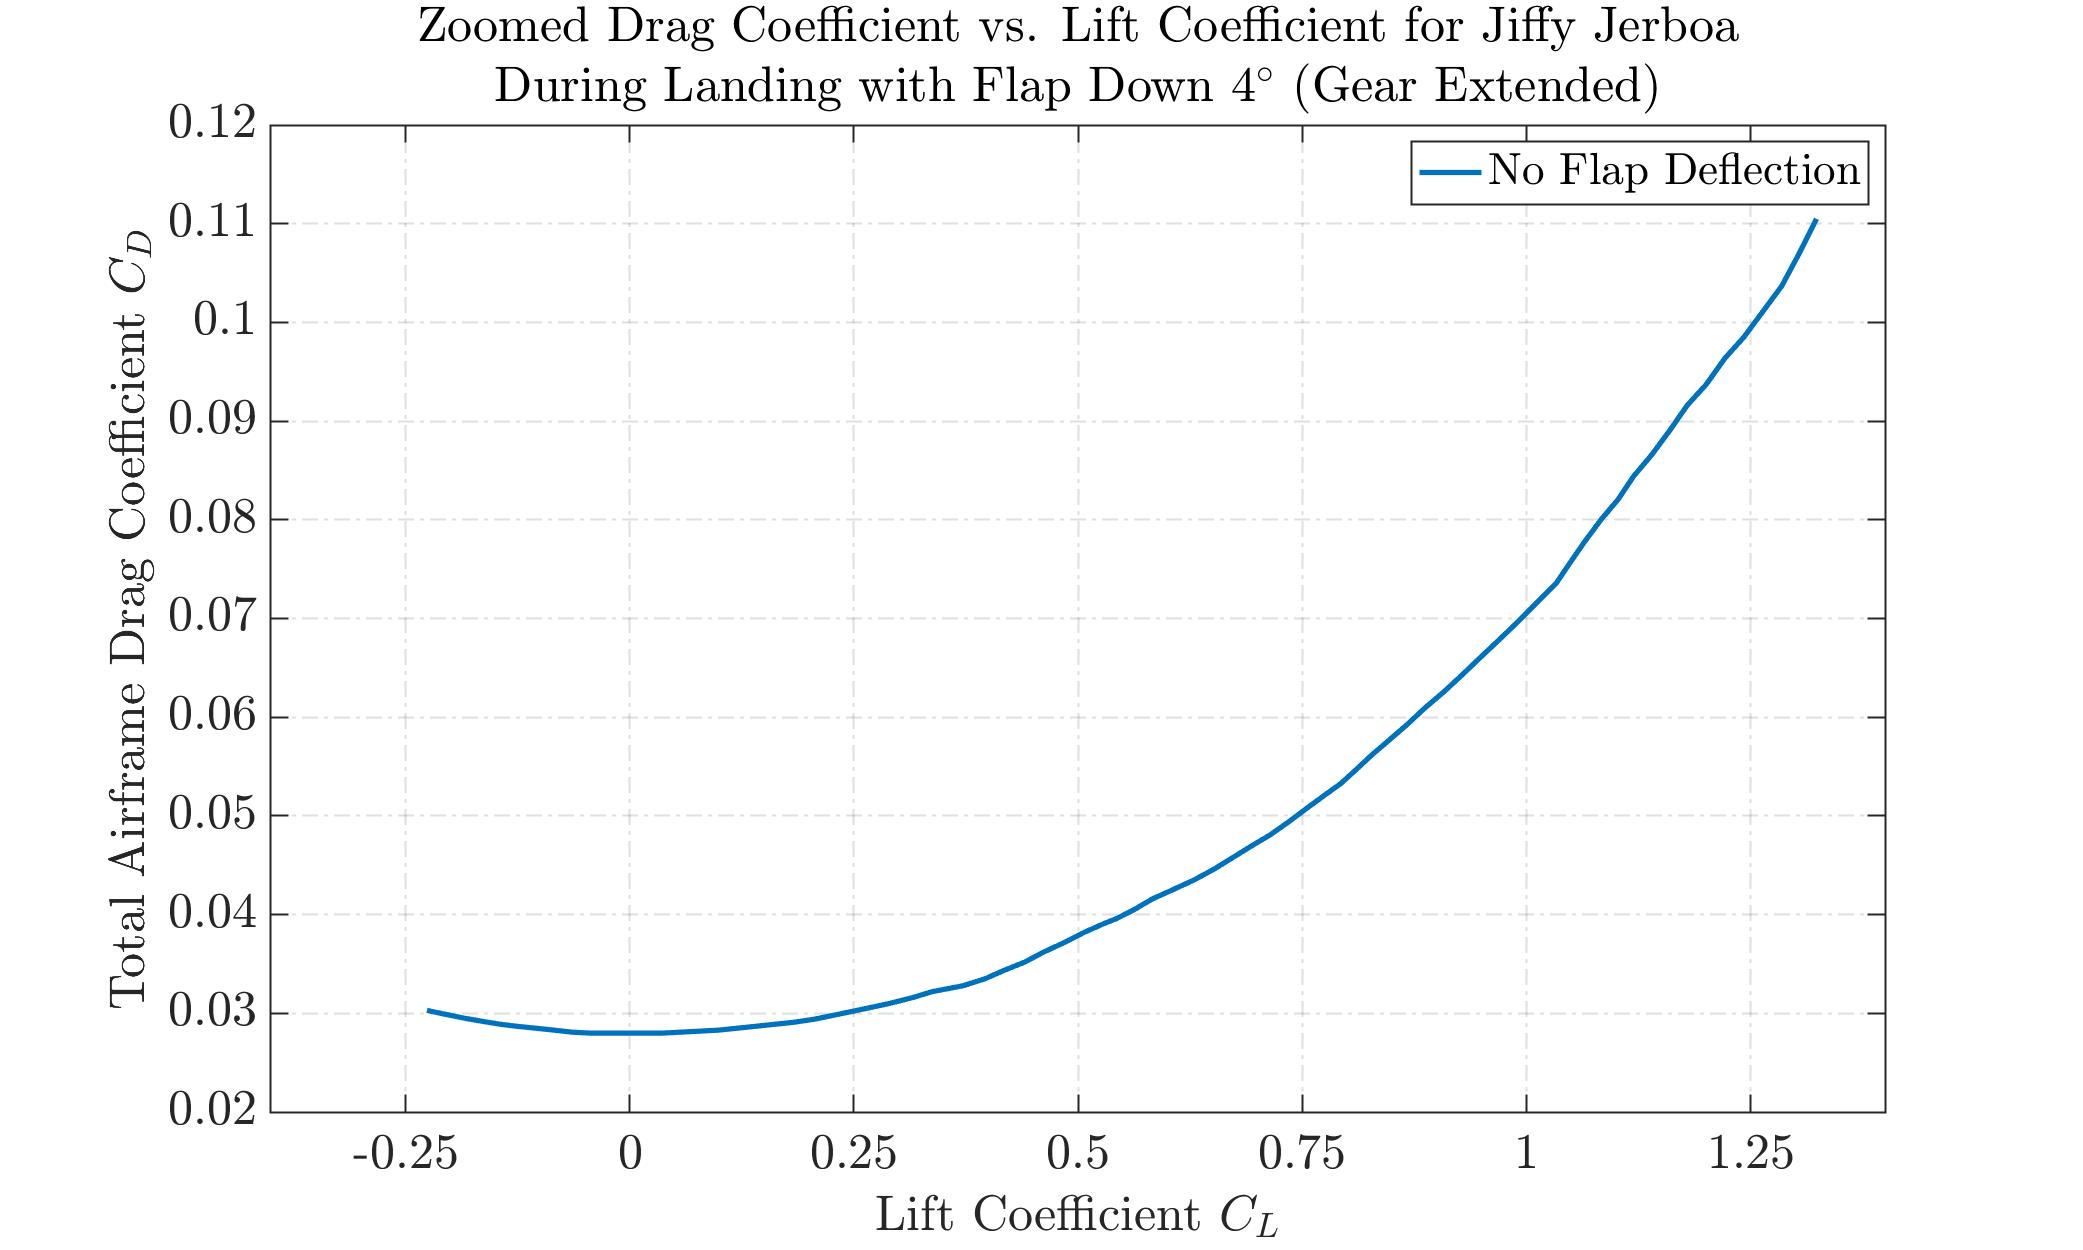 Zoomed Drag Coefficient vs. Lift Coefficient for Jiffy Jerboa
During Landing with Flap Down 4° (Gear Extended)
No Flap Deflection
Total Airframe Drag Coefficient C_D
0.12
0.11
0.1
0.09
0.08
0.07
0.06
0.05
0.04
0.03
0.02
-0.25 0 0.25 0.5 0.75 1 1.25
Lift Coefficient C_L